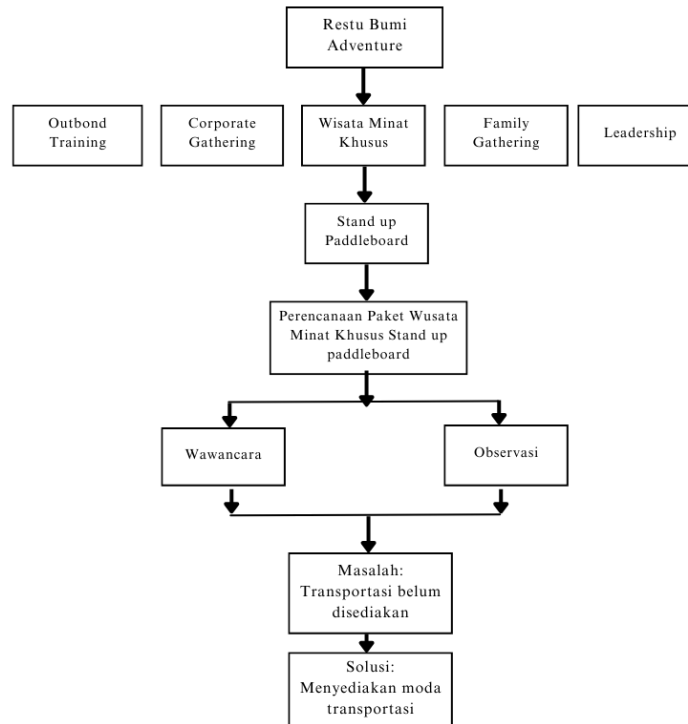 Restu Bumi
Adventure
Outbond
Training
Corporate
Gathering
Wisata Minat
Khusus
Family
Gathering
Leadership
Stand up
Paddleboard
Perencanaan Paket Wusata
Minat Khusus Stand up
paddleboard
Wawancara
Observasi
Masalah:
Transportasi belum
disediakan
Solusi:
Menyediakan moda
transportasi